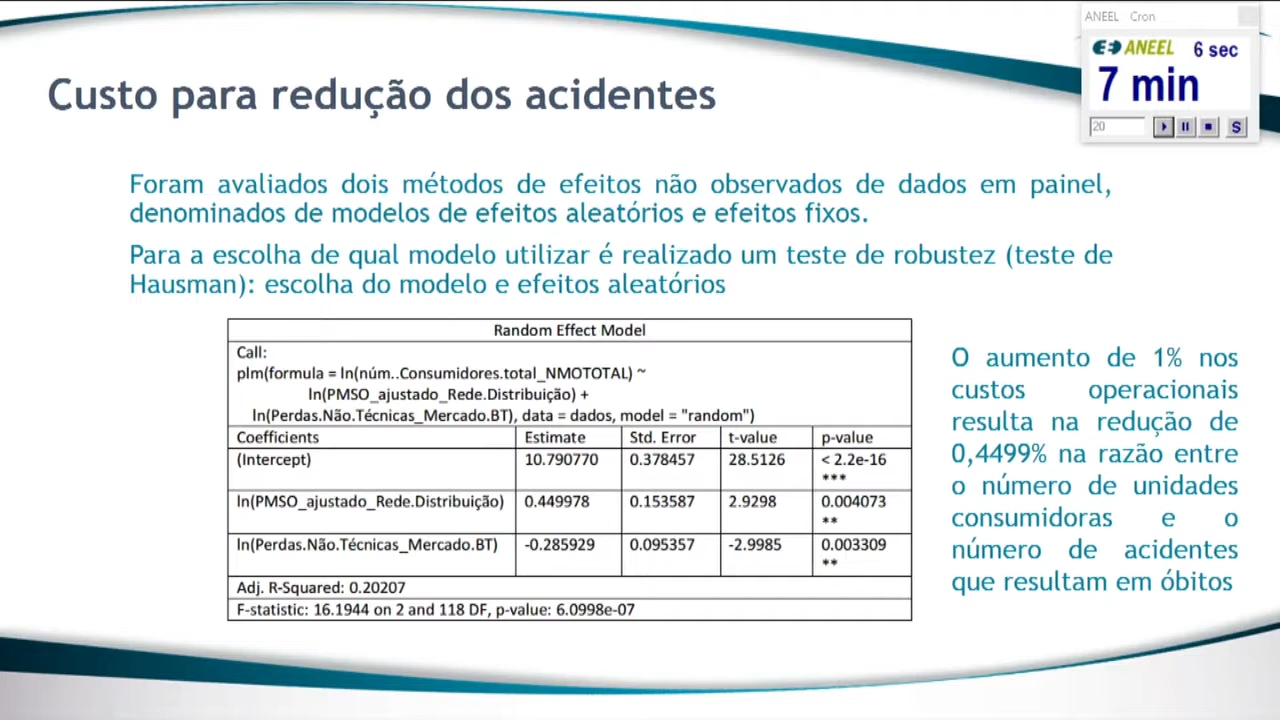 ANEEL Cron
ANEEL 6 sec
7 min
20
S
Custo para redução dos acidentes
Foram avaliados dois métodos de efeitos não observados de dados em painel,
denominados de modelos de efeitos aleatórios e efeitos fixos.
Para a escolha de qual modelo utilizar é realizado um teste de robustez (teste de
Hausman): escolha do modelo e efeitos aleatórios
Random Effect Model
Call:
plm(formula = ln(núm..Consumidores.total_NMOTOTAL) ~
ln(PMSO_ajustado_Rede.Distribuição) +
ln(Perdas.Não.Técnicas_Mercado.BT), data = dados, model = "random")
Coefficients Estimate Std. Error t-value p-value
(Intercept) 10.790770 0.378457 28.5126 < 2.2e-16
***
ln(PMSO_ajustado_Rede.Distribuição) 0.449978 0.153587 2.9298 0.004073
**
ln(Perdas.Não.Técnicas_Mercado.BT) -0.285929 0.095357 -2.9985 0.003309
**
Adj. R-Squared: 0.20207
F-statistic: 16.1944 on 2 and 118 DF, p-value: 6.0998e-07
O aumento de 1% nos
custos operacionais
resulta na redução de
0,4499% na razão entre
o número de unidades
consumidoras e o
número de acidentes
que resultam em óbitos